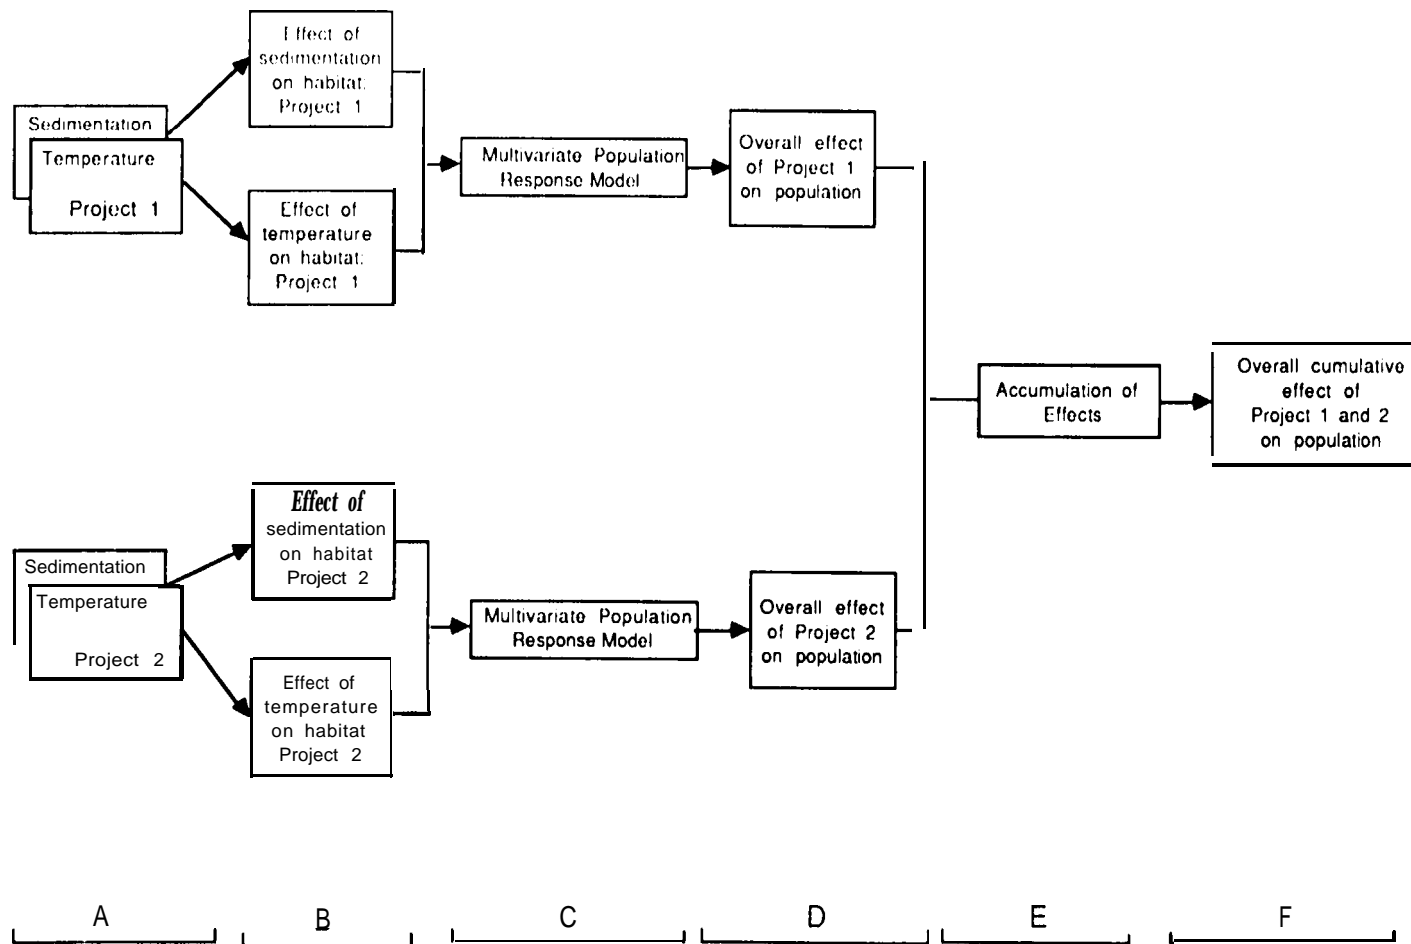 Effect of
sedimentation
on habitat:
Project 1
Sedimentation
Temperature
Project 1
Effect of
temperature
on habitat:
Project 1
Multivariate Population
Response Model
Overall effect
of Project 1
on population
Accumulation of
Effects
Overall cumulative
effect of
Project 1 and 2
on population
Effect of
sedimentation
on habitat
Project 2
Sedimentation
Temperature
Project 2
Effect of
temperature
on habitat
Project 2
Multivariate Population
Response Model
Overall effect
of Project 2
on population
A
B
C
D
E
F